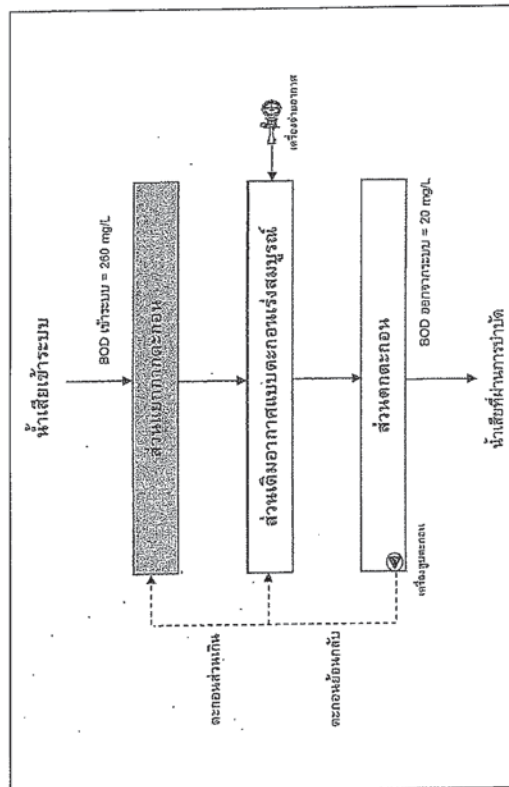 น้ำเสียเข้าระบบ
BOD เข้าระบบ = 260 mg/L
ส่วนแยกกากตะกอน
ส่วนเติมอากาศแบบตะกอนเร่งสมบูรณ์
เครื่องจ่ายอากาศ
ตะกอนส่วนเกิน
ส่วนตกตะกอน
เครื่องสูบตะกอน
ตะกอนย้อนกลับ
BOD ออกจากระบบ = 20 mg/L
น้ำเสียที่ผ่านการบำบัด